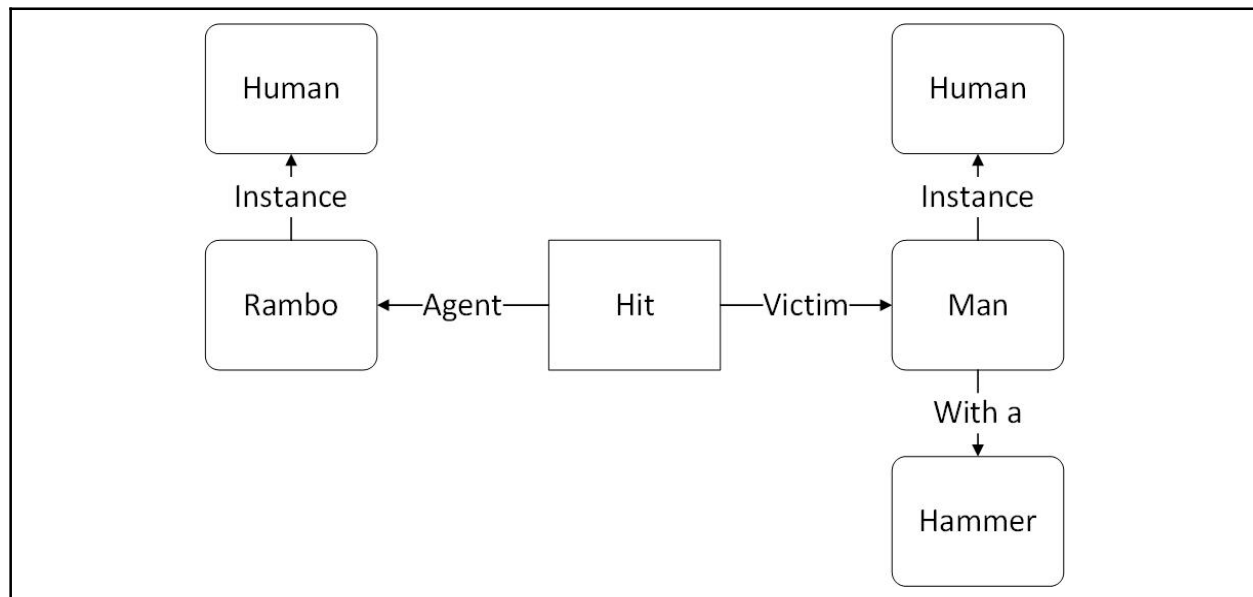 Human
Human
Instance
Instance
Rambo
Agent
Hit
Victim
Man
With a
Hammer